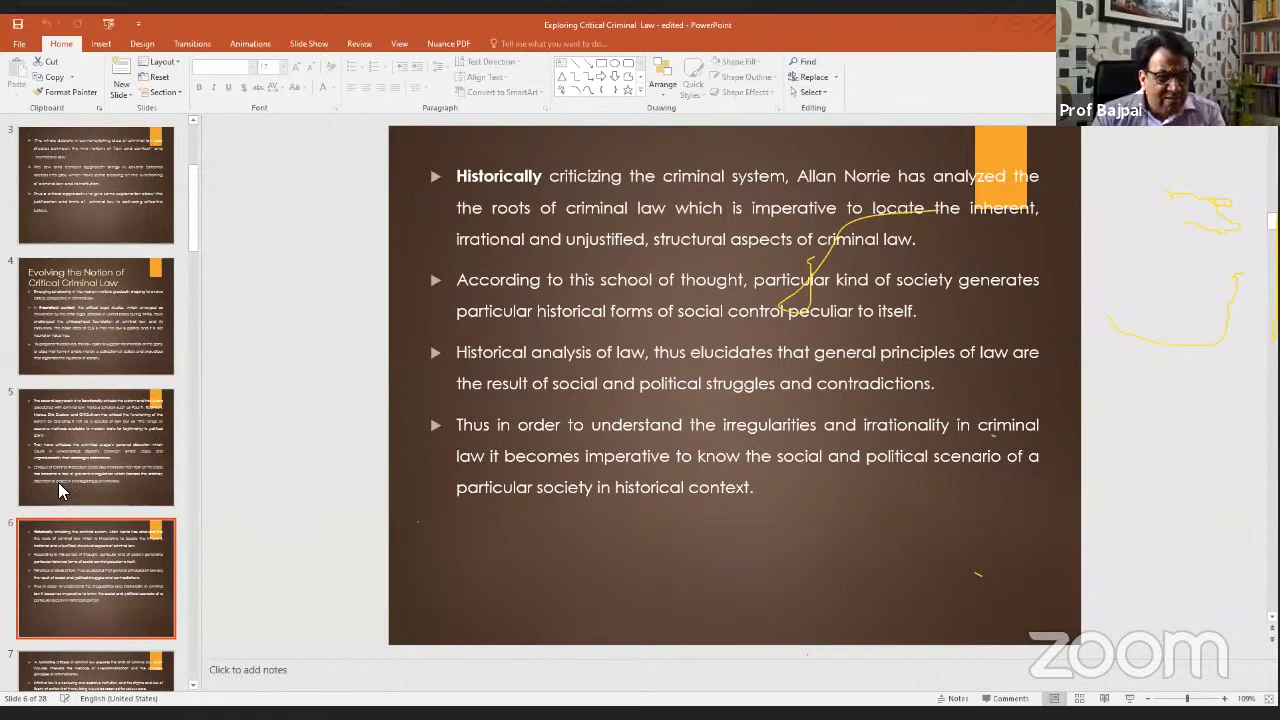 Exploring Critical Criminal Law - edited - PowerPoint
File Home Insert Design Transitions Animations Slide Show Review View Nuance PDF Tell me what you want to do...
Paste Cut Copy Format Painter
Clipboard
New Slide Layout Reset Section
Slides
17
Font
Text Direction Align Text Convert to SmartArt
Paragraph
Arrange Quick Styles Shape Fill Shape Outline Shape Effects
Drawing
Find Replace Select
Editing
Prof Bajpai
3
4
Evolving the Notion of
Critical Criminal Law
5
6
7
Historically criticizing the criminal system, Allan Norrie has analyzed the
the roots of criminal law which is imperative to locate the inherent,
irrational and unjustified, structural aspects of criminal law.
According to this school of thought, particular kind of society generates
particular historical forms of social control peculiar to itself.
Historical analysis of law, thus eluciates that general principles of law are
the result of social and political struggles and contradictions.
Thus in order to understand the irregularities and irrationality in criminal
law it becomes imperative to know the social and political scenario of a
particular society in historical context.
Click to add notes
zoom
Slide 6 of 28 English (United States) Notes Comments 109%